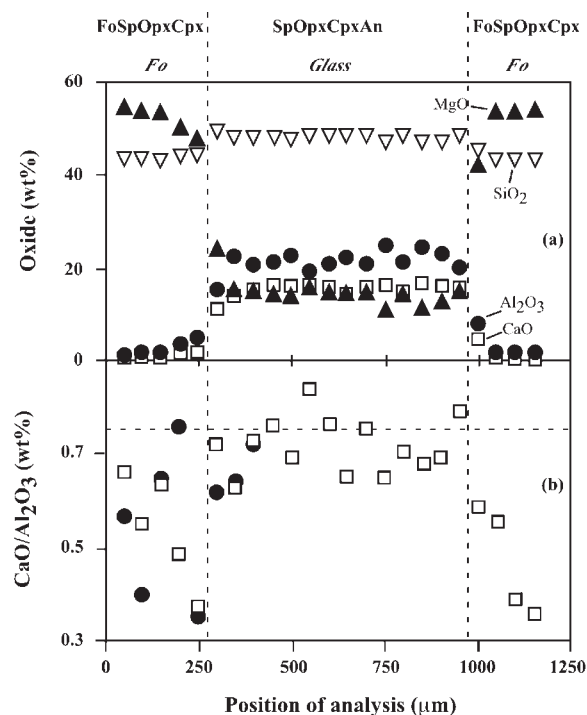 FoSpOpxCpx SpOpxCpxAn FoSpOpxCpx
Fo Glass Fo
60
MgO
40
SiO2
Oxide (wt%)
(a)
20
Al2O3
CaO
0
0.7
CaO/Al2O3 (wt%)
(b)
0.5
0.3
0 250 500 750 1000 1250
Position of analysis (μm)